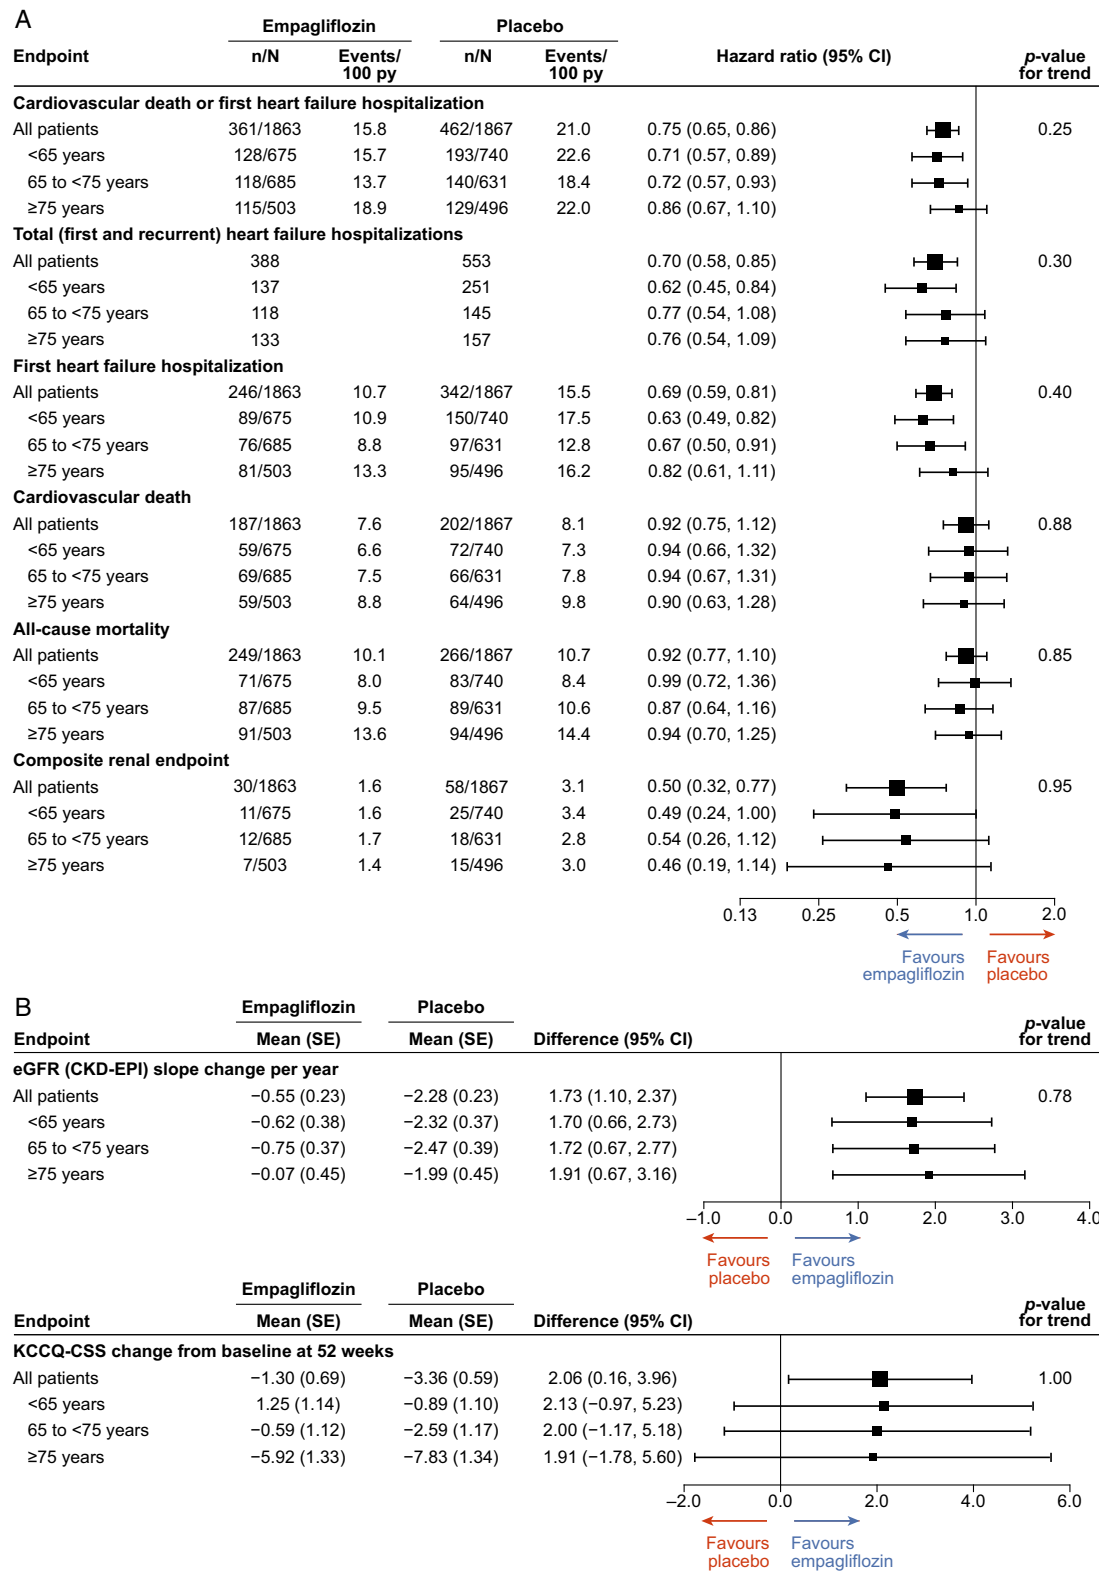 A
Empagliflozin Placebo
Endpoint n/N Events/100 py n/N Events/100 py Hazard ratio (95% CI) p-value for trend
Cardiovascular death or first heart failure hospitalization
All patients 361/1863 15.8 462/1867 21.0 0.75 (0.65, 0.86) 0.25
<65 years 128/675 15.7 193/740 22.6 0.71 (0.57, 0.89)
65 to <75 years 118/685 13.7 140/631 18.4 0.72 (0.57, 0.93)
≥75 years 115/503 18.9 129/496 22.0 0.86 (0.67, 1.10)
Total (first and recurrent) heart failure hospitalizations
All patients 388 553 0.70 (0.58, 0.85) 0.30
<65 years 137 251 0.62 (0.45, 0.84)
65 to <75 years 118 145 0.77 (0.54, 1.08)
≥75 years 133 157 0.76 (0.54, 1.09)
First heart failure hospitalization
All patients 246/1863 10.7 342/1867 15.5 0.69 (0.59, 0.81) 0.40
<65 years 89/675 10.9 150/740 17.5 0.63 (0.49, 0.82)
65 to <75 years 76/685 8.8 97/631 12.8 0.67 (0.50, 0.91)
≥75 years 81/503 13.3 95/496 16.2 0.82 (0.61, 1.11)
Cardiovascular death
All patients 187/1863 7.6 202/1867 8.1 0.92 (0.75, 1.12) 0.88
<65 years 59/675 6.6 72/740 7.3 0.94 (0.66, 1.32)
65 to <75 years 69/685 7.5 66/631 7.8 0.94 (0.67, 1.31)
≥75 years 59/503 8.8 64/496 9.8 0.90 (0.63, 1.28)
All-cause mortality
All patients 249/1863 10.1 266/1867 10.7 0.92 (0.77, 1.10) 0.85
<65 years 71/675 8.0 83/740 8.4 0.99 (0.72, 1.36)
65 to <75 years 87/685 9.5 89/631 10.6 0.87 (0.64, 1.16)
≥75 years 91/503 13.6 94/496 14.4 0.94 (0.70, 1.25)
Composite renal endpoint
All patients 30/1863 1.6 58/1867 3.1 0.50 (0.32, 0.77) 0.95
<65 years 11/675 1.6 25/740 3.4 0.49 (0.24, 1.00)
65 to <75 years 12/685 1.7 18/631 2.8 0.54 (0.26, 1.12)
≥75 years 7/503 1.4 15/496 3.0 0.46 (0.19, 1.14)
0.13 0.25 0.5 1.0 2.0
Favours empagliflozin Favours placebo
B
Empagliflozin Placebo
Endpoint Mean (SE) Mean (SE) Difference (95% CI) p-value for trend
eGFR (CKD-EPI) slope change per year
All patients −0.55 (0.23) −2.28 (0.23) 1.73 (1.10, 2.37) 0.78
<65 years −0.62 (0.38) −2.32 (0.37) 1.70 (0.66, 2.73)
65 to <75 years −0.75 (0.37) −2.47 (0.39) 1.72 (0.67, 2.77)
≥75 years −0.07 (0.45) −1.99 (0.45) 1.91 (0.67, 3.16)
−1.0 0.0 1.0 2.0 3.0 4.0
Favours placebo Favours empagliflozin
Empagliflozin Placebo
Endpoint Mean (SE) Mean (SE) Difference (95% CI) p-value for trend
KCCQ-CSS change from baseline at 52 weeks
All patients −1.30 (0.69) −3.36 (0.59) 2.06 (0.16, 3.96) 1.00
<65 years 1.25 (1.14) −0.89 (1.10) 2.13 (−0.97, 5.23)
65 to <75 years −0.59 (1.12) −2.59 (1.17) 2.00 (−1.17, 5.18)
≥75 years −5.92 (1.33) −7.83 (1.34) 1.91 (−1.78, 5.60)
−2.0 0.0 2.0 4.0 6.0
Favours placebo Favours empagliflozin